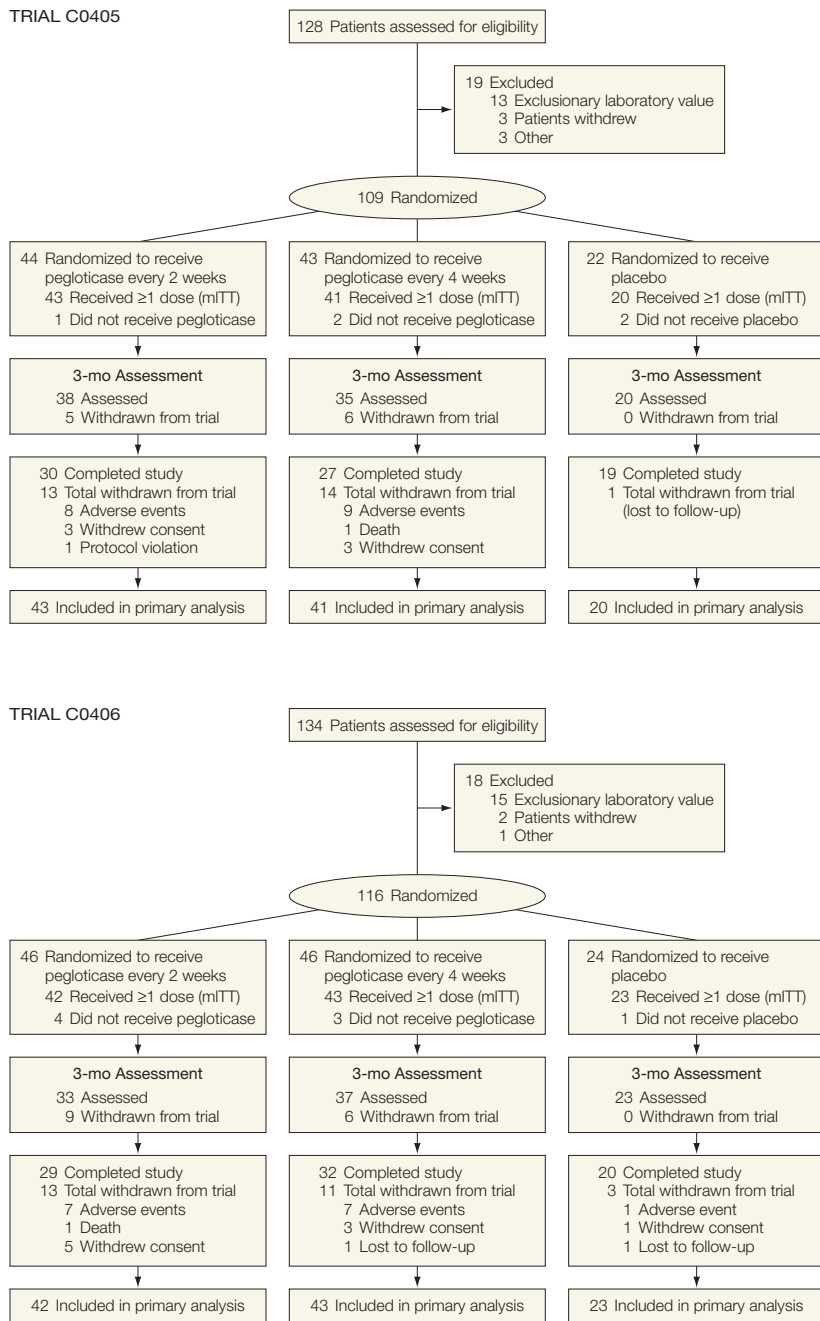 TRIAL C0405
128 Patients assessed for eligibility
19 Excluded
13 Exclusionary laboratory value
3 Patients withdrew
3 Other
109 Randomized
44 Randomized to receive
pegloticase every 2 weeks
43 Received ≥1 dose (mITT)
1 Did not receive pegloticase
43 Randomized to receive
pegloticase every 4 weeks
41 Received ≥1 dose (mITT)
2 Did not receive pegloticase
22 Randomized to receive
placebo
20 Received ≥1 dose (mITT)
2 Did not receive placebo
3-mo Assessment
38 Assessed
5 Withdrawn from trial
3-mo Assessment
35 Assessed
6 Withdrawn from trial
3-mo Assessment
20 Assessed
0 Withdrawn from trial
30 Completed study
13 Total withdrawn from trial
8 Adverse events
3 Withdrew consent
1 Protocol violation
27 Completed study
14 Total withdrawn from trial
9 Adverse events
1 Death
3 Withdrew consent
19 Completed study
1 Total withdrawn from trial
(lost to follow-up)
43 Included in primary analysis
41 Included in primary analysis
20 Included in primary analysis
TRIAL C0406
134 Patients assessed for eligibility
18 Excluded
15 Exclusionary laboratory value
2 Patients withdrew
1 Other
116 Randomized
46 Randomized to receive
pegloticase every 2 weeks
42 Received ≥1 dose (mITT)
4 Did not receive pegloticase
46 Randomized to receive
pegloticase every 4 weeks
43 Received ≥1 dose (mITT)
3 Did not receive pegloticase
24 Randomized to receive
placebo
23 Received ≥1 dose (mITT)
1 Did not receive placebo
3-mo Assessment
33 Assessed
9 Withdrawn from trial
3-mo Assessment
37 Assessed
6 Withdrawn from trial
3-mo Assessment
23 Assessed
0 Withdrawn from trial
29 Completed study
13 Total withdrawn from trial
7 Adverse events
1 Death
5 Withdrew consent
32 Completed study
11 Total withdrawn from trial
7 Adverse events
3 Withdrew consent
1 Lost to follow-up
20 Completed study
3 Total withdrawn from trial
1 Adverse event
1 Withdrew consent
1 Lost to follow-up
42 Included in primary analysis
43 Included in primary analysis
23 Included in primary analysis